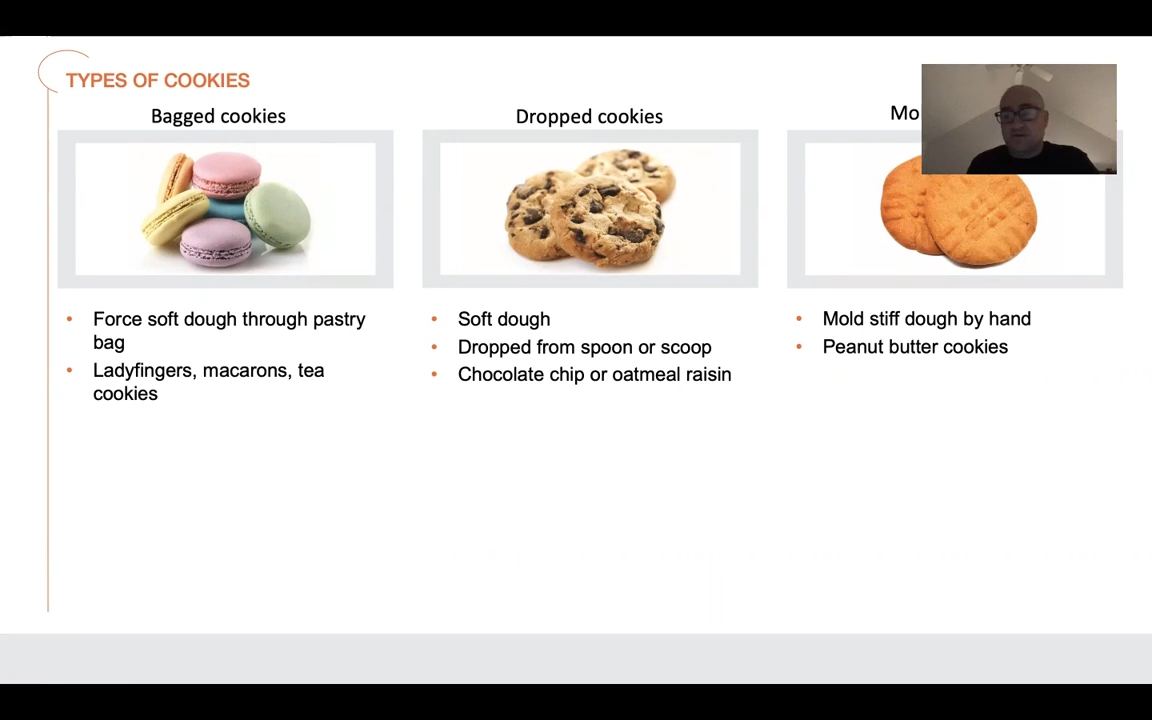 TYPES OF COOKIES
Bagged cookies
Force soft dough through pastry
bag
Ladyfingers, macarons, tea
cookies
Dropped cookies
Soft dough
Dropped from spoon or scoop
Chocolate chip or oatmeal raisin
Mo
Mold stiff dough by hand
Peanut butter cookies